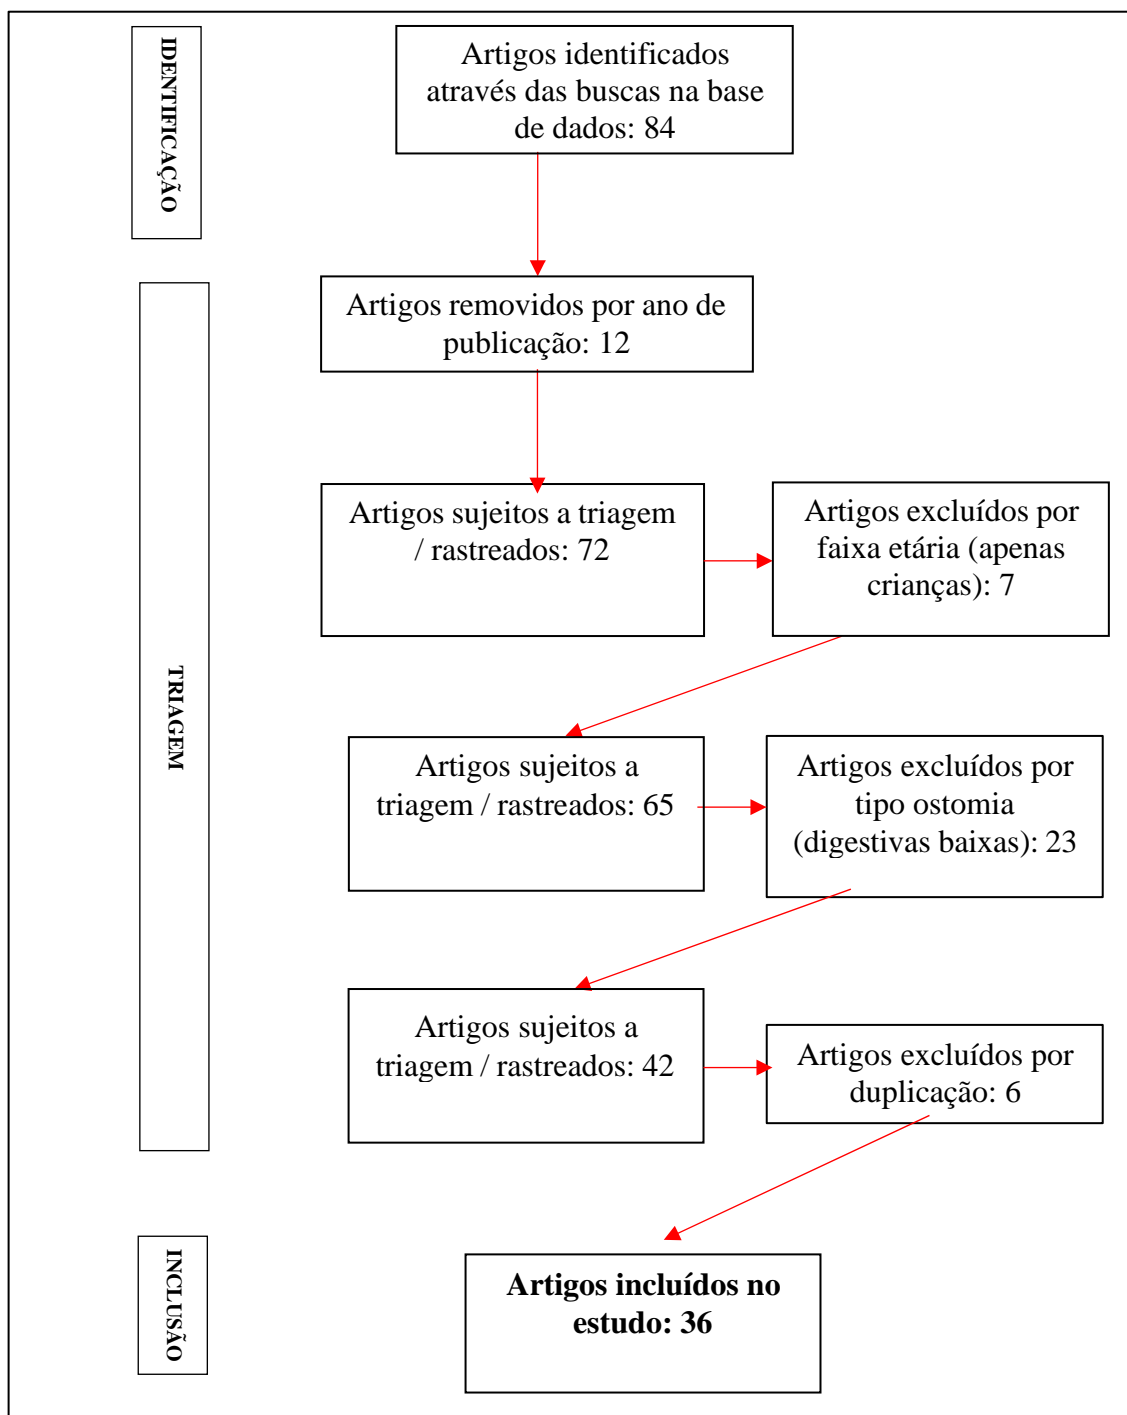 IDENTIFICAÇÃO
Artigos identificados
através das buscas na base
de dados: 84
Artigos removidos por ano de
publicação: 12
TRIAGEM
Artigos sujeitos a triagem
/ rastreados: 72
Artigos excluídos por
faixa etária (apenas
crianças): 7
Artigos sujeitos a
triagem / rastreados: 65
Artigos excluídos por
tipo ostomia
(digestivas baixas): 23
Artigos sujeitos a
triagem / rastreados: 42
Artigos excluídos por
duplicação: 6
INCLUSÃO
Artigos incluídos no
estudo: 36